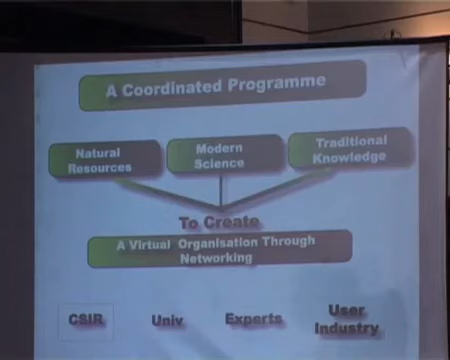 A Coordinated Programme
Natural
Resources
Modern
Science
Traditional
Knowledge
To Create
A Virtual Organisation Through
Networking
CSIR
Univ
Experts
User
Industry